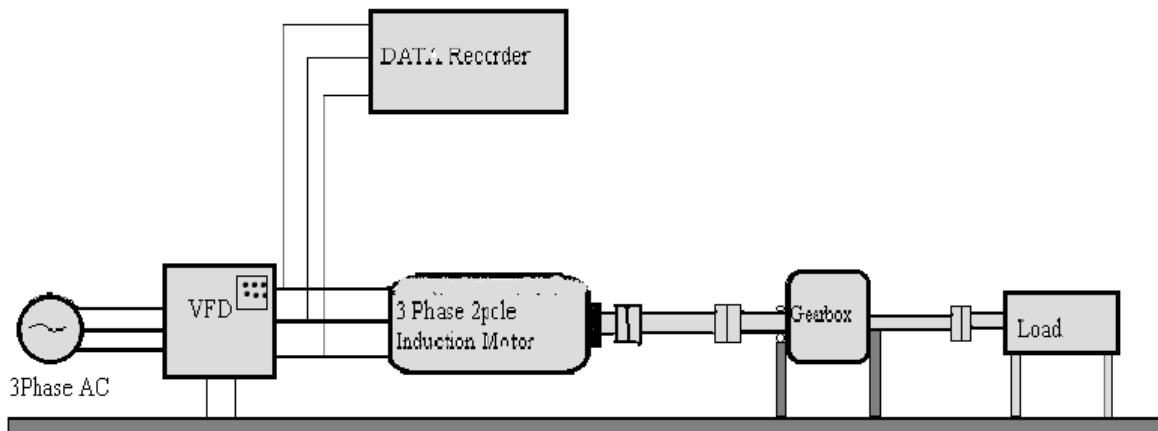 DATA Recorder
VFD
3 Phase 2pole
Induction Motor
Gearbox
Load
3Phase AC